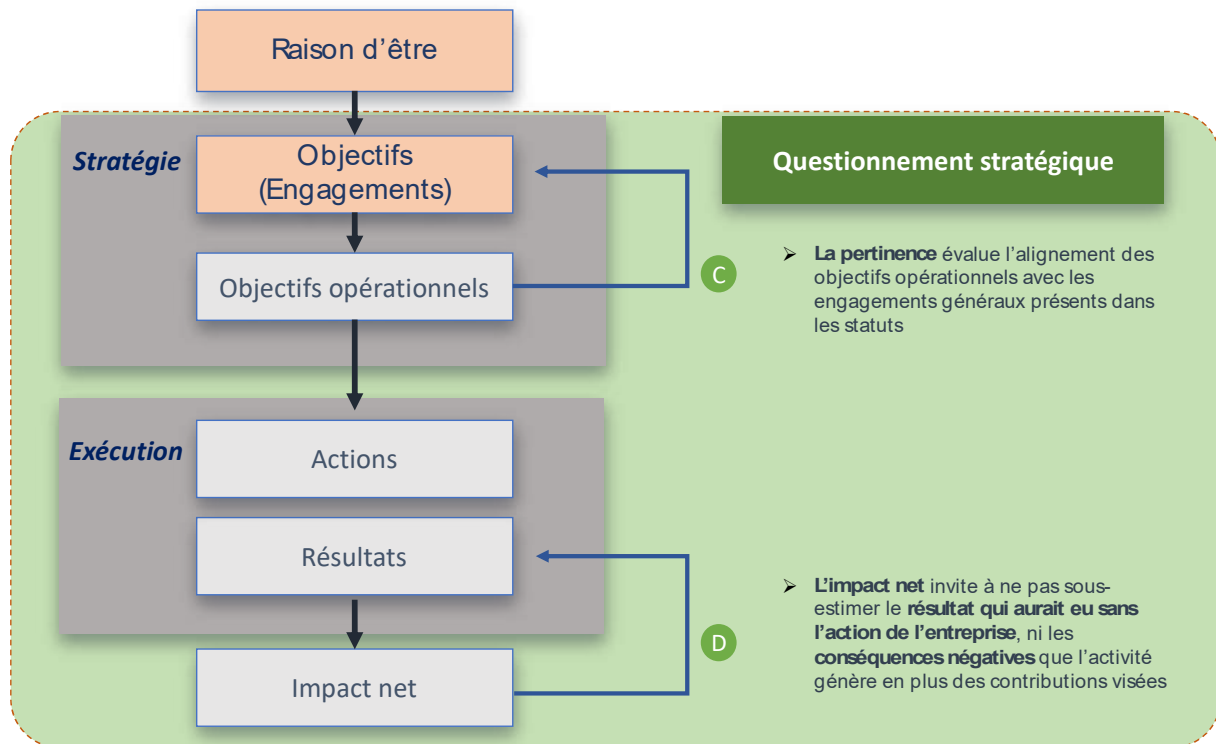 Raison d'être
Stratégie
Objectifs
(Engagements)
Objectifs opérationnels
Exécution
Actions
Résultats
Impact net
Questionnement stratégique
C
➢ La pertinence évalue l'alignement des
objectifs opérationnels avec les
engagements généraux présents dans
les statuts
D
➢ L'impact net invite à ne pas sous-
estimer le résultat qui aurait eu sans
l'action de l'entreprise, ni les
conséquences négatives que l'activité
génère en plus des contributions visées